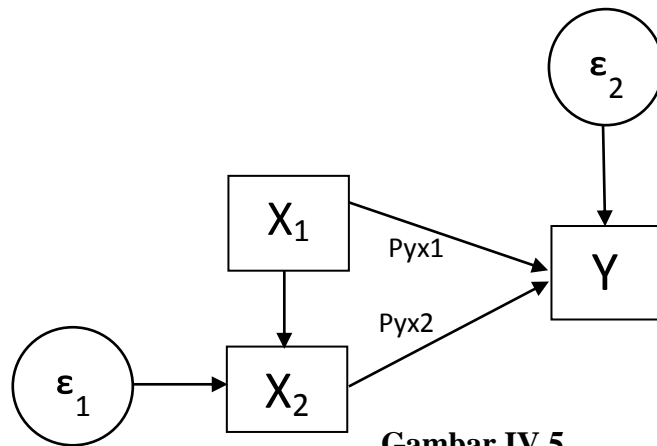 ε₂
X₁
Pyx1
Y
Pyx2
ε₁
X₂
Gambar IV.5